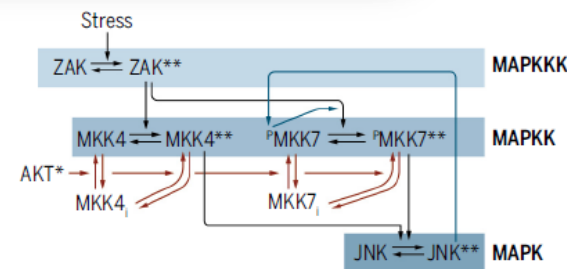 Stress
ZAK ZAK** MAPKKK
MKK4 MKK4** PMKK7 PMKK7** MAPKK
AKT*
MKK4i MKK7i
JNK JNK** MAPK